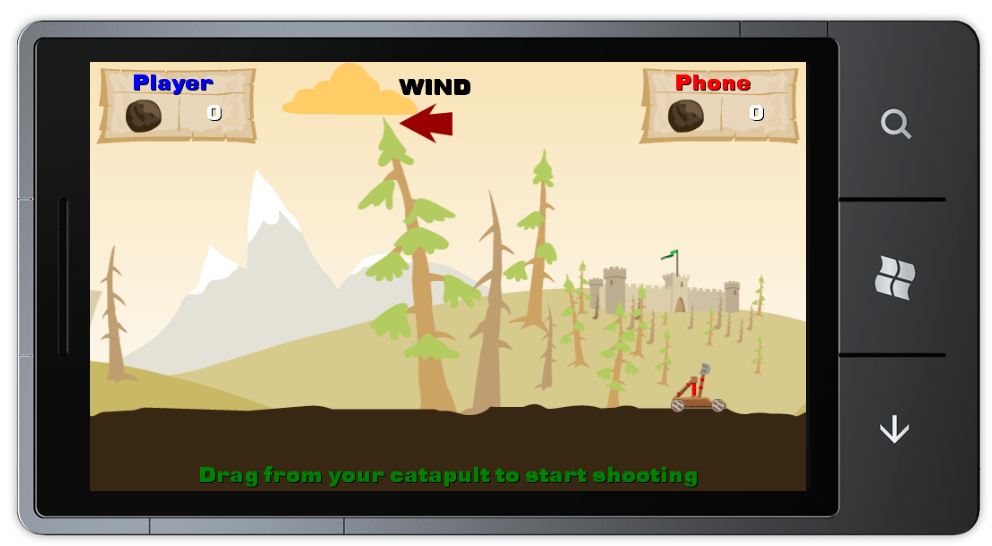 Player
0
WIND
Phone
0
Drag from your catapult to start shooting